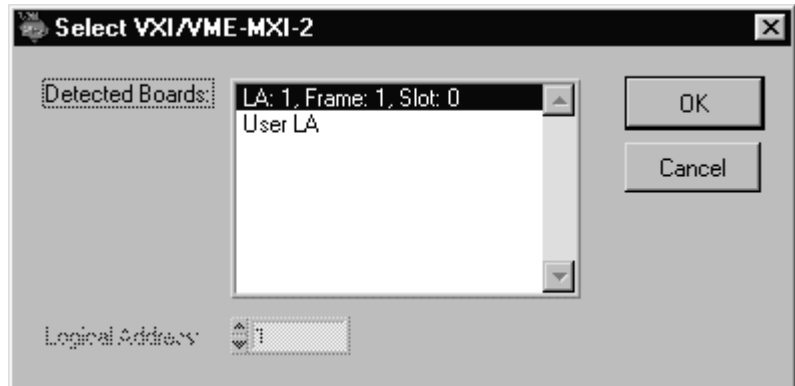 Select VXI/VME-MXI-2
Detected Boards:
LA: 1, Frame: 1, Slot: 0
User LA
OK
Cancel
Logical Address:
1